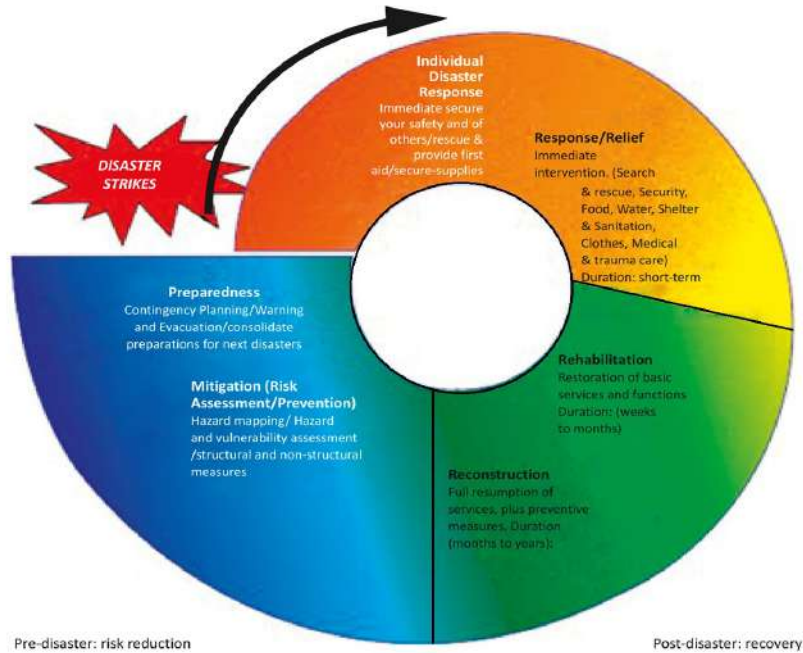 DISASTER
STRIKES
Individual
Disaster
Response
Immediate secure
your safety and of
others/rescue &
provide first
aid/secure-supplies
Response/Relief
Immediate
intervention. (Search
& rescue, Security,
Food, Water, Shelter
& Sanitation,
Clothes, Medical
& trauma care)
Duration: short-term
Rehabilitation
Restoration of basic
services and functions
Duration: (weeks
to months)
Reconstruction
Full resumption of
services, plus preventive
measures, Duration
(months to years):
Preparedness
Contingency Planning/Warning
and Evacuation/consolidate
preparations for next disasters
Mitigation (Risk
Assessment/Prevention)
Hazard mapping/ Hazard
and vulnerability assessment
/structural and non-structural
measures
Pre-disaster: risk reduction
Post-disaster: recovery